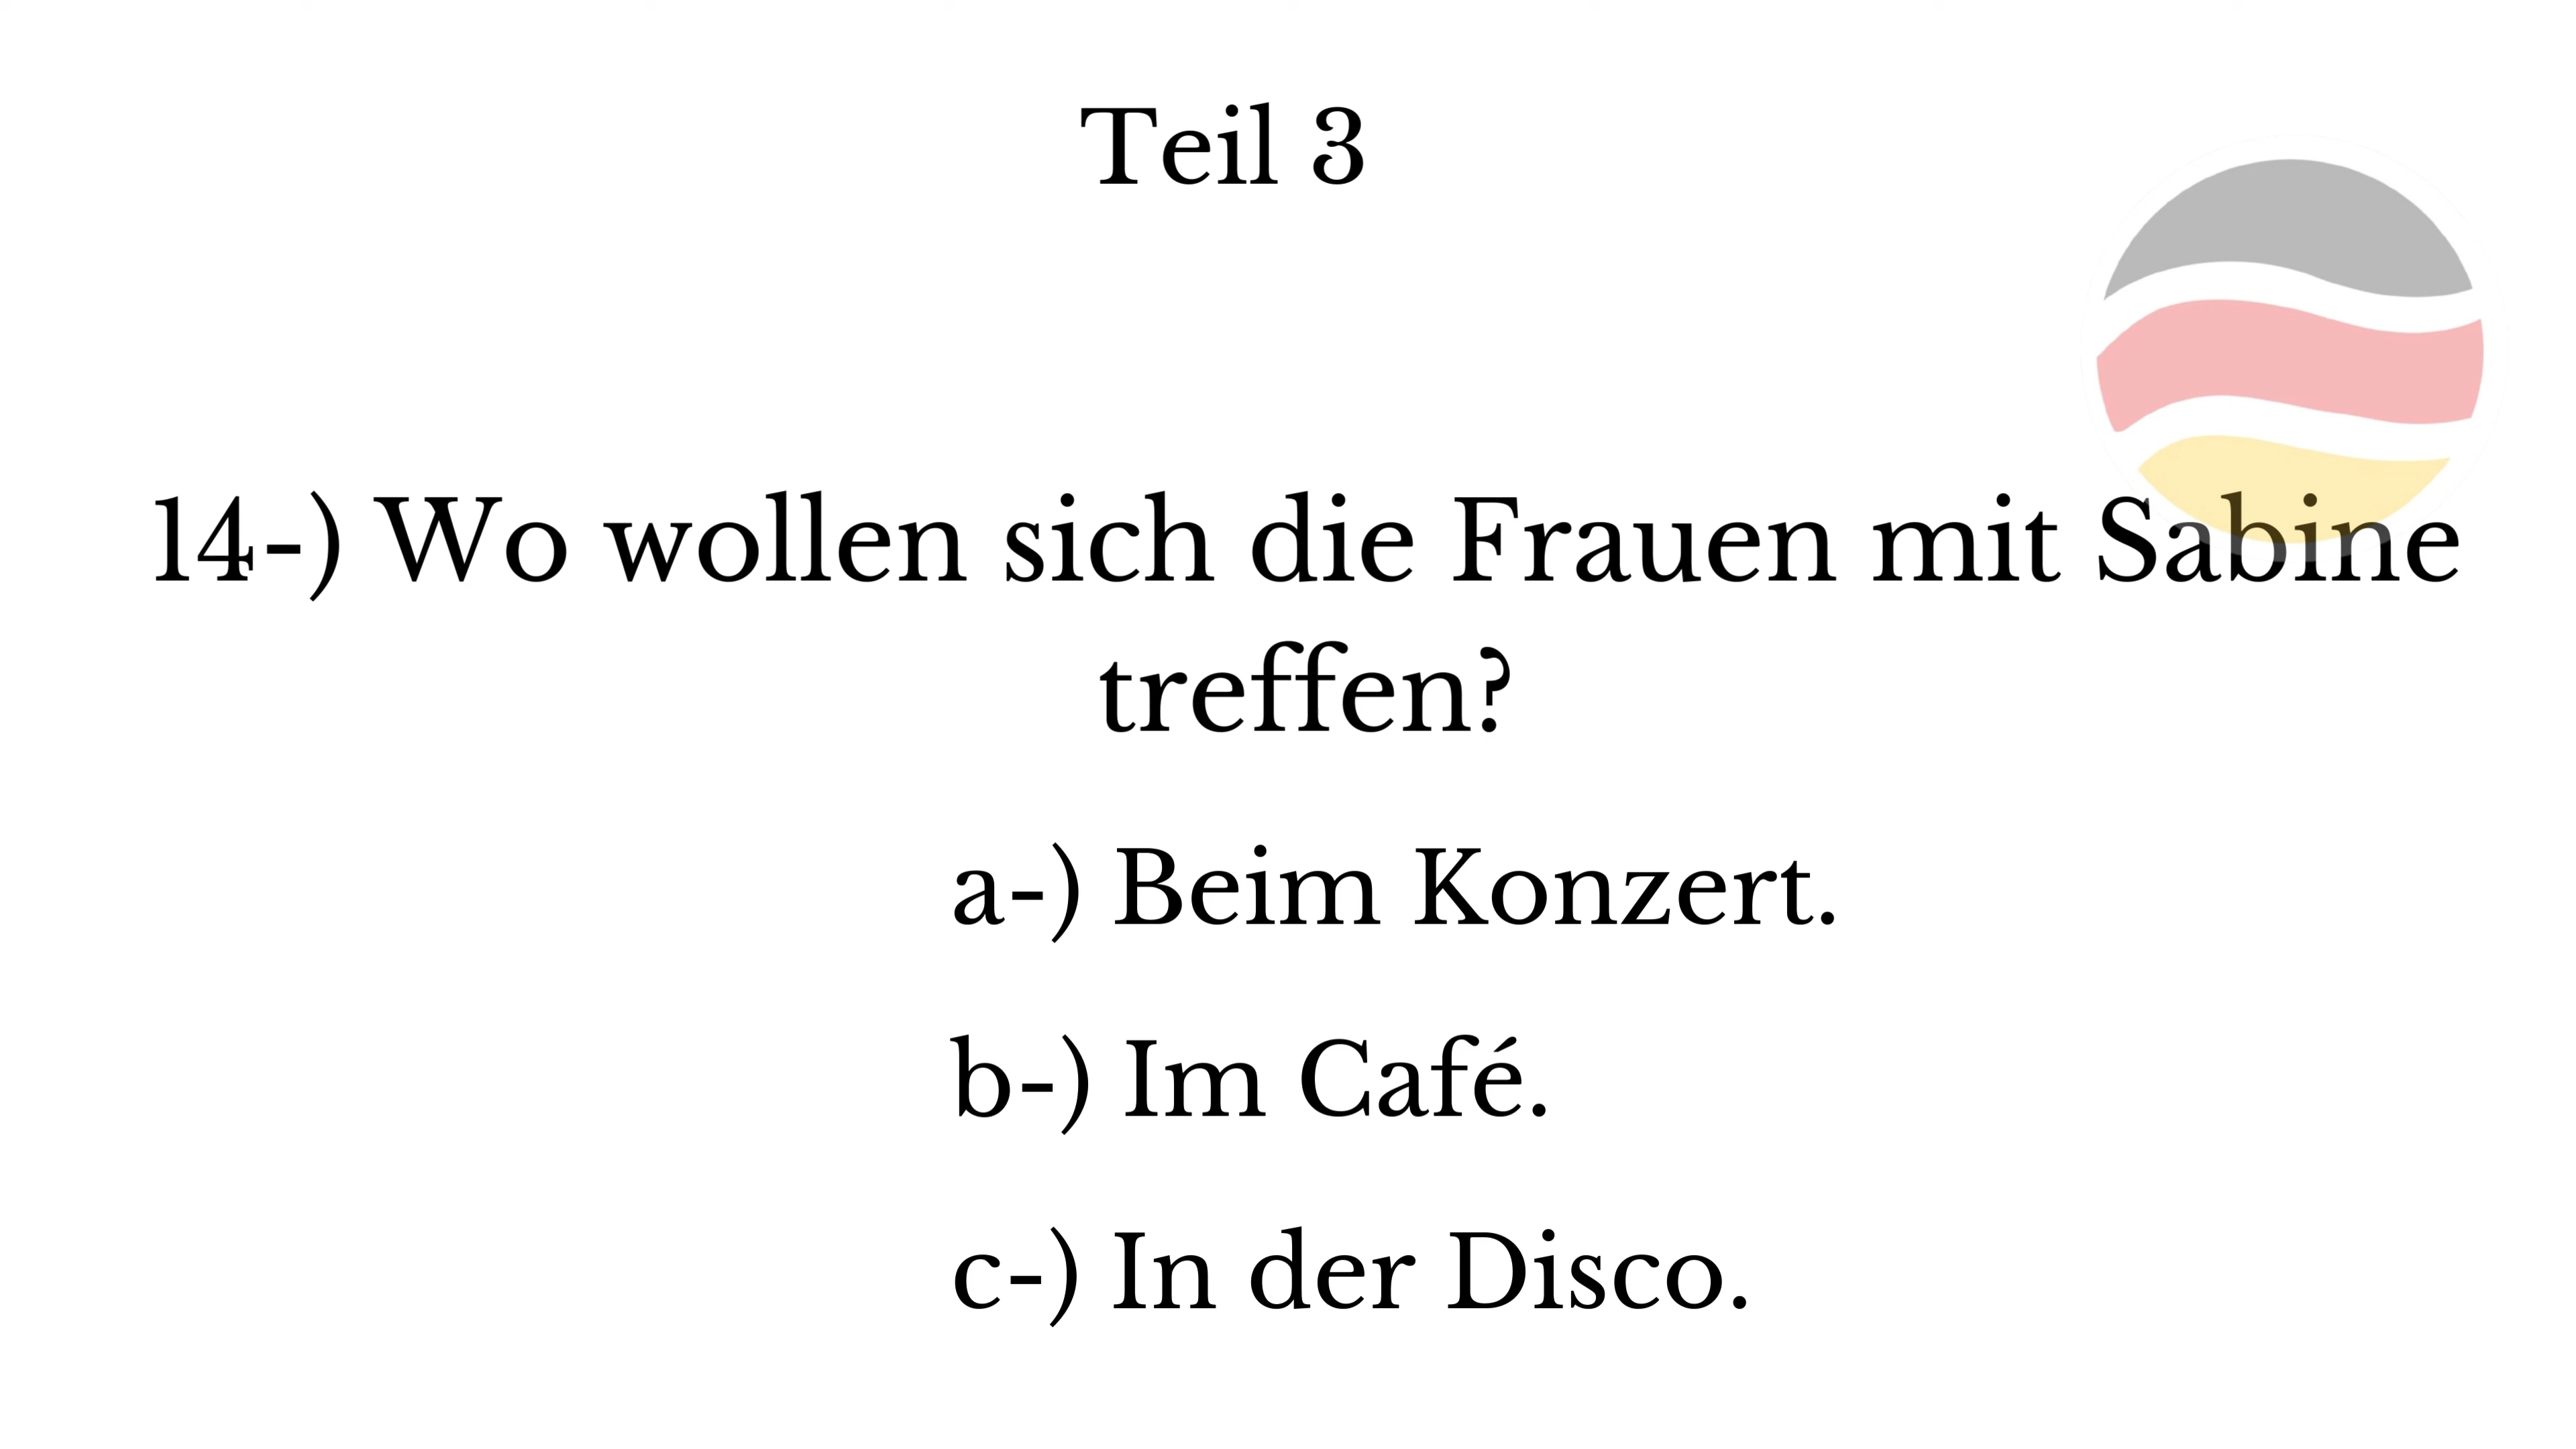 Teil 3
14-) Wo wollen sich die Frauen mit Sabine
treffen?
a-) Beim Konzert.
b-) Im Café.
c-) In der Disco.